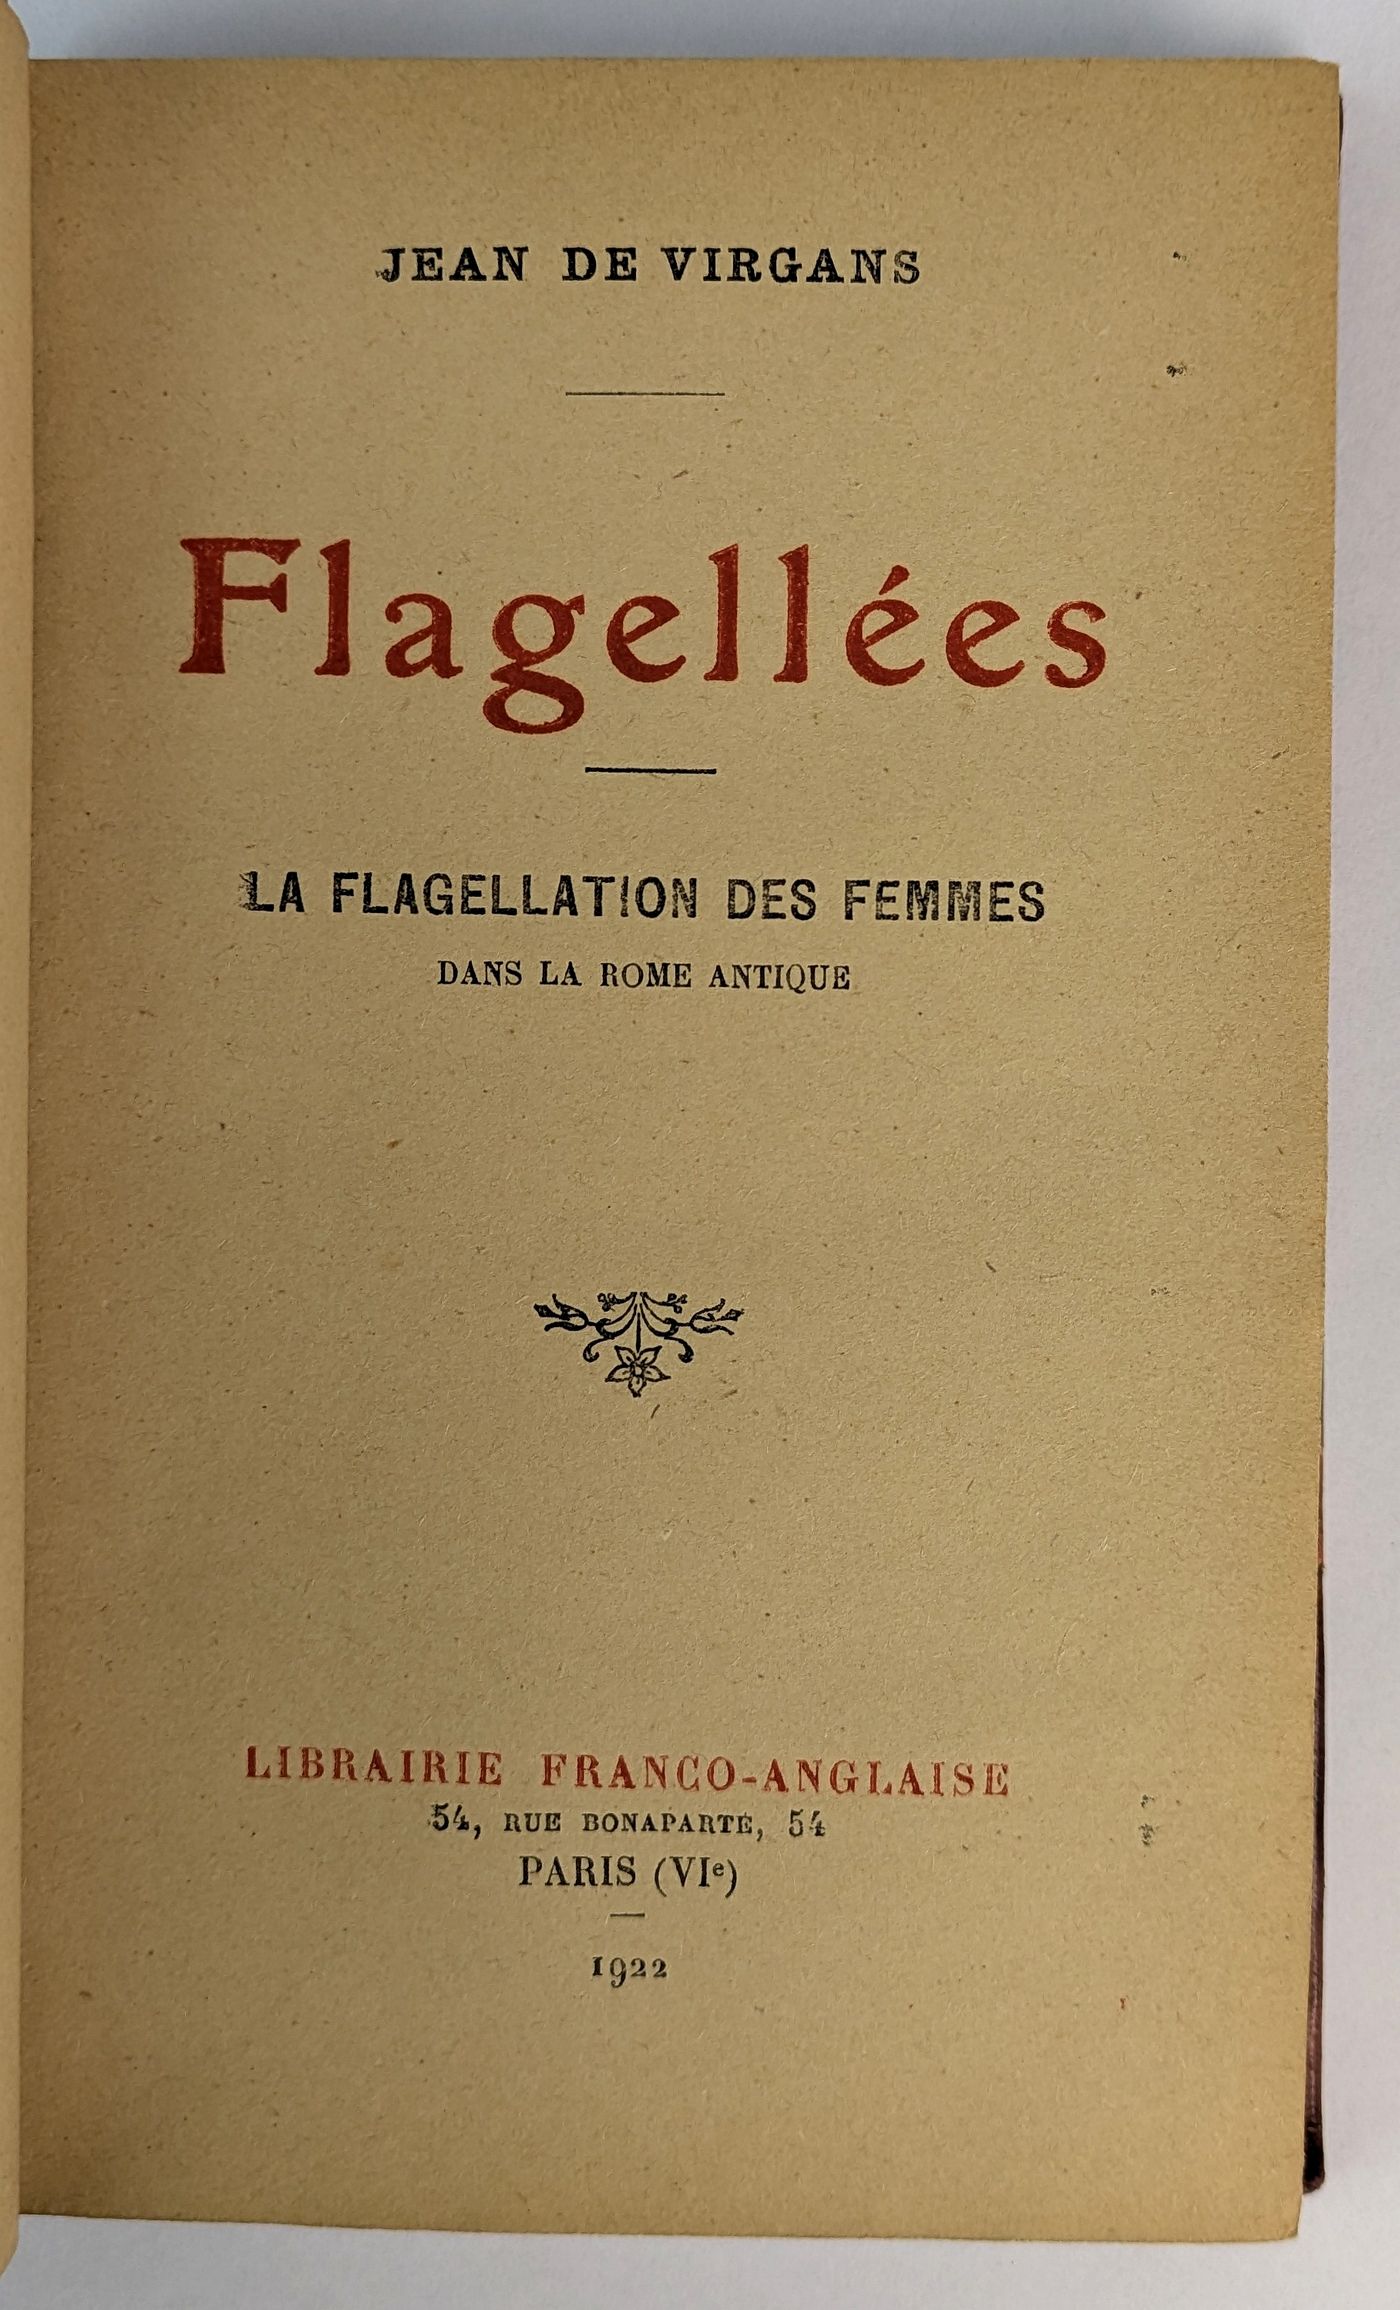 JEAN DE VIRGANS
Flagellées
LA FLAGELLATION DES FEMMES
DANS LA ROME ANTIQUE
LIBRAIRIE FRANCO-ANGLAISE
54, RUE BONAPARTE, 54
PARIS (VIe)
1922